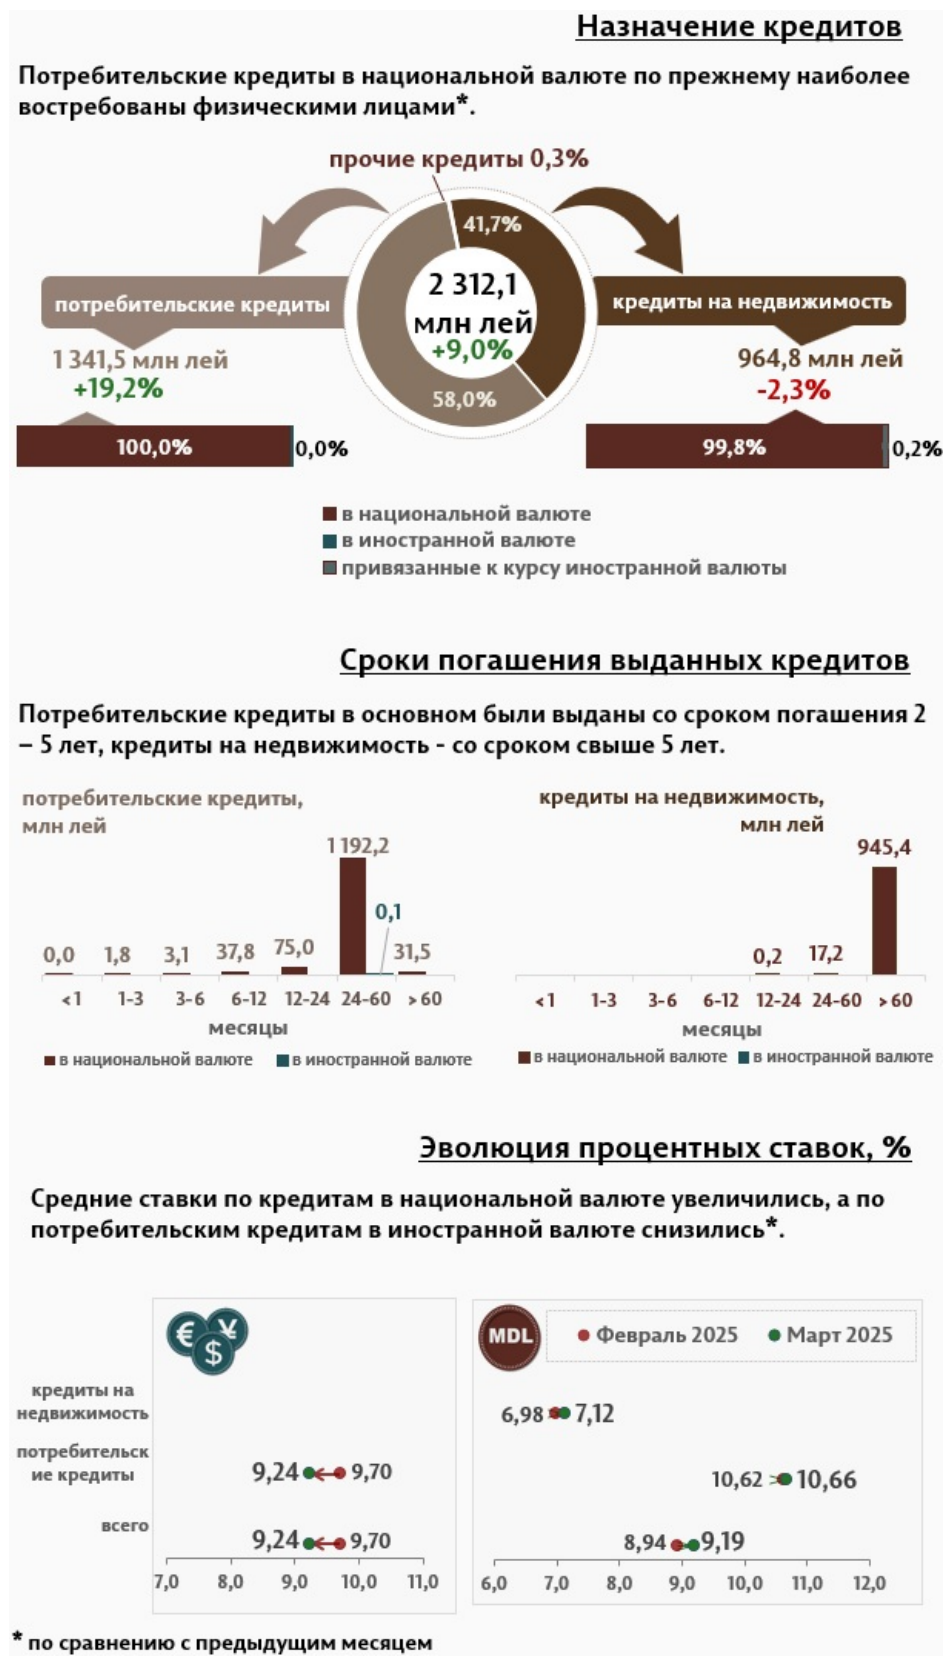 Назначение кредитов
Потребительские кредиты в национальной валюте по прежнему наиболее
востребованы физическими лицами*.
прочие кредиты 0,3%
41,7%
2 312,1
млн лей
+9,0%
58,0%
потребительские кредиты
1 341,5 млн лей
+19,2%
100,0%
0,0%
кредиты на недвижимость
964,8 млн лей
-2,3%
99,8%
0,2%
в национальной валюте
в иностранной валюте
привязанные к курсу иностранной валюты
Сроки погашения выданных кредитов
Потребительские кредиты в основном были выданы со сроком погашения 2
– 5 лет, кредиты на недвижимость - со сроком свыше 5 лет.
потребительские кредиты,
млн лей
1 192,2
0,1
0,0 1,8 3,1 37,8 75,0 31,5
<1 1-3 3-6 6-12 12-24 24-60 >60
месяцы
в национальной валюте в иностранной валюте
кредиты на недвижимость,
млн лей
945,4
0,2 17,2
<1 1-3 3-6 6-12 12-24 24-60 >60
месяцы
в национальной валюте в иностранной валюте
Эволюция процентных ставок, %
Средние ставки по кредитам в национальной валюте увеличились, а по
потребительским кредитам в иностранной валюте снизились*.
€ ¥
$
MDL
Февраль 2025 Март 2025
кредиты на
недвижимость
6,98 7,12
потребительск
ие кредиты
9,24 9,70
10,62 10,66
всего
9,24 9,70
8,94 9,19
7,0 8,0 9,0 10,0 11,0
6,0 7,0 8,0 9,0 10,0 11,0 12,0
* по сравнению с предыдущим месяцем